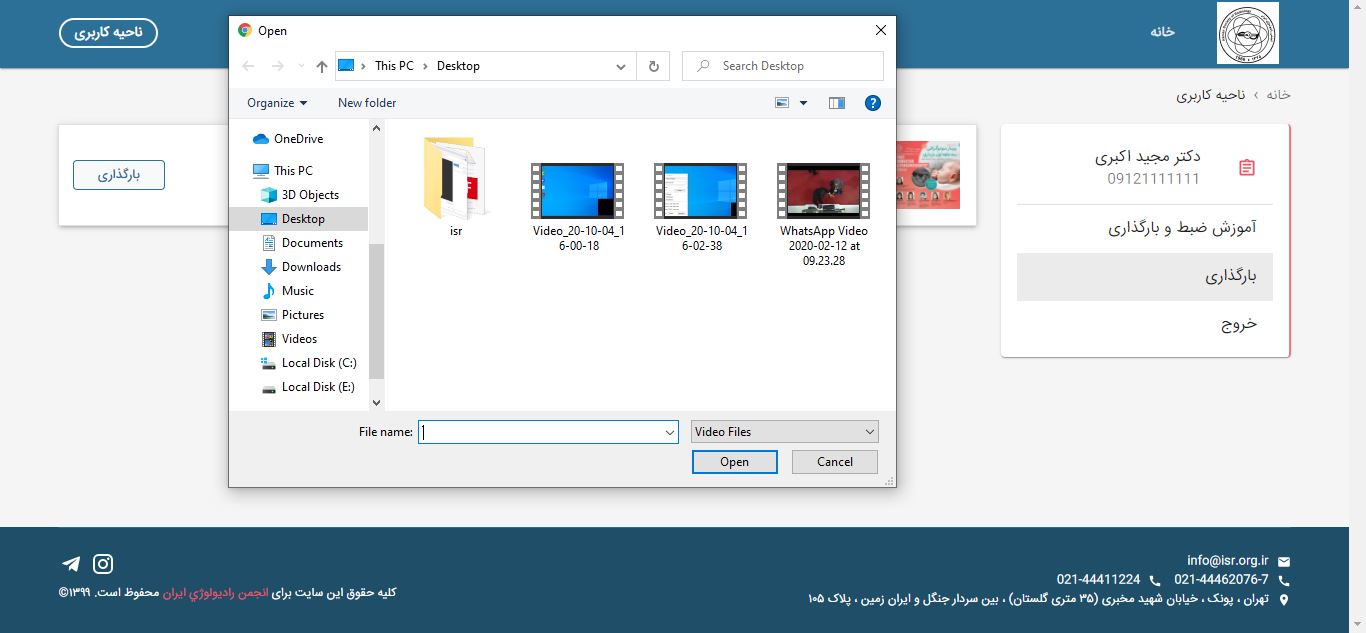 ناحیه کاربری
خانه
خانه › ناحیه کاربری
دکتر مجید اکبری
09121111111
آموزش ضبط و بارگذاری
بارگذاری
خروج
بارگذاری
Open
This PC › Desktop
Search Desktop
Organize
New folder
OneDrive
This PC
3D Objects
Desktop
Documents
Downloads
Music
Pictures
Videos
Local Disk (C:)
Local Disk (E:)
isr
Video_20-10-04_1
6-00-18
Video_20-10-04_1
6-02-38
WhatsApp Video
2020-02-12 at
09.23.28
File name:
Video Files
Open
Cancel
info@isr.org.ir
021-44462076-7
021-44411224
تهران ، پونک ، خیابان شهید مخبری (۳۵ متری گلستان) ، بین سردار جنگل و ایران زمین ، پلاک ۱۰۵
کلیه حقوق این سایت برای انجمن رادیولوژي ایران محفوظ است. ۱۳۹۹©